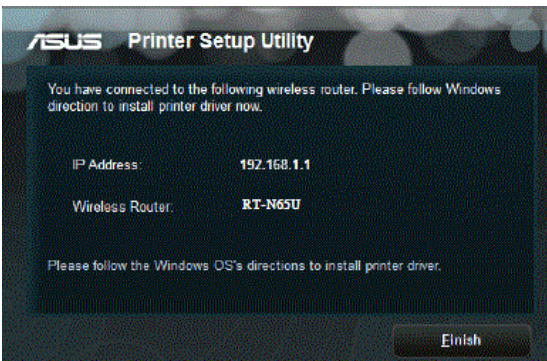 ASUS Printer Setup Utility
You have connected to the following wireless router. Please follow Windows
direction to install printer driver now.
IP Address: 192.168.1.1
Wireless Router: RT-N65U
Please follow the Windows OS's directions to install printer driver.
Finish